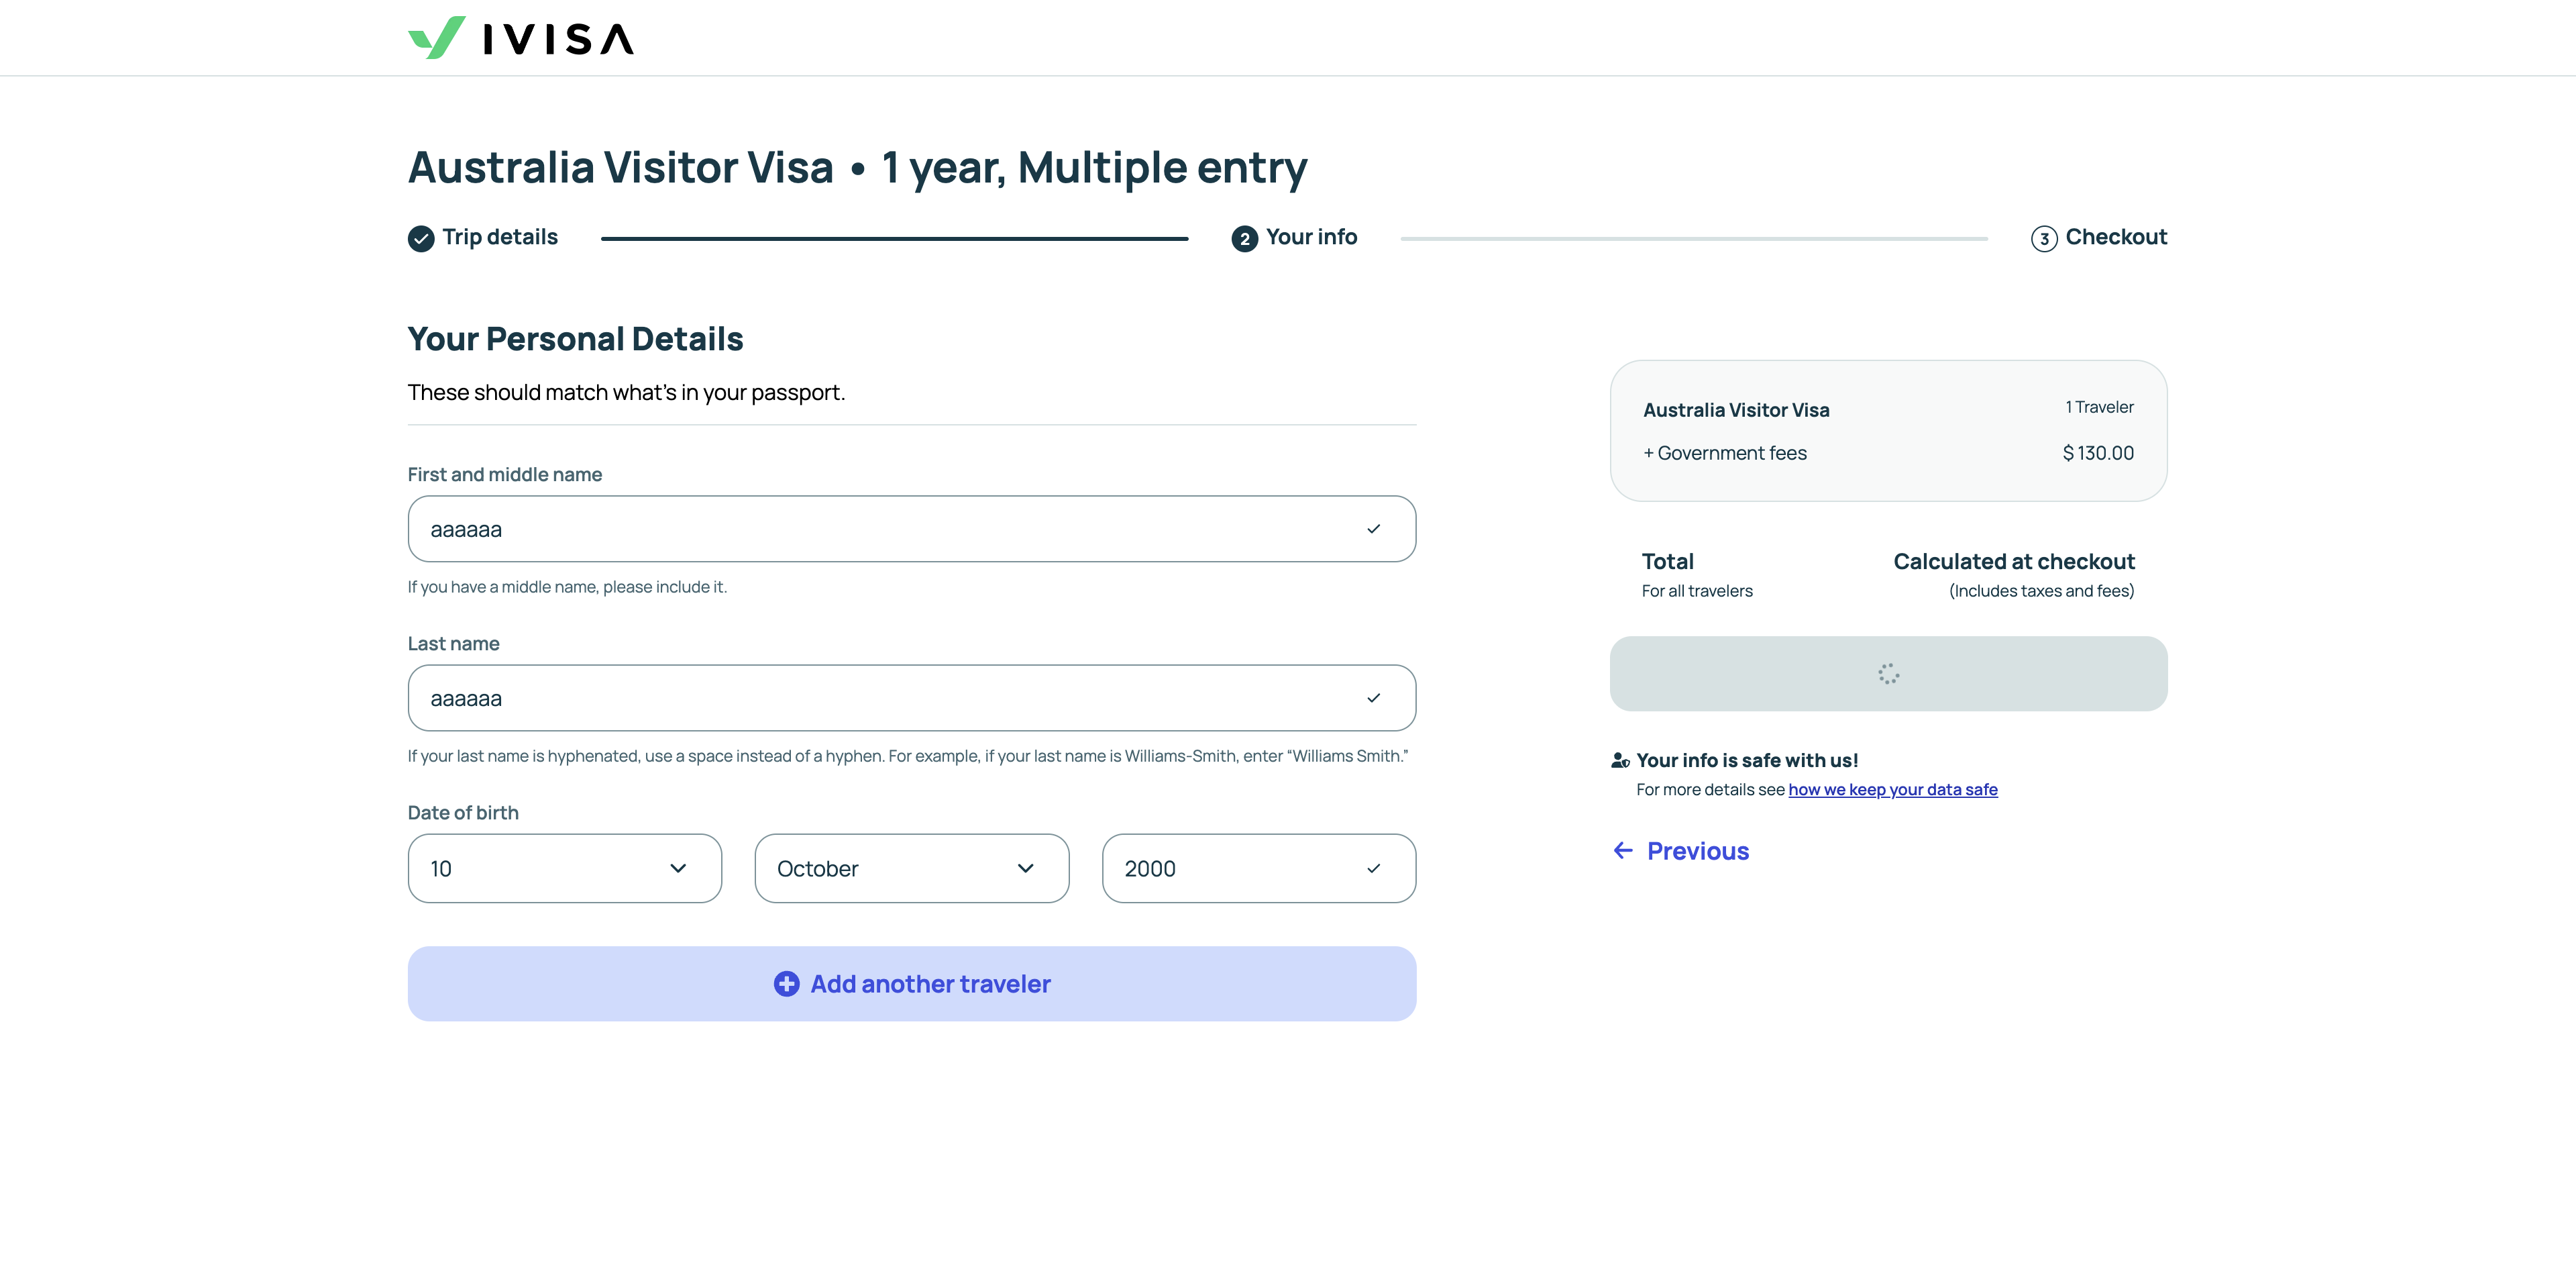 IVISA
Australia Visitor Visa • 1 year, Multiple entry
Trip details
2 Your info
3 Checkout
Your Personal Details
These should match what's in your passport.
First and middle name
aaaaaa
If you have a middle name, please include it.
Last name
aaaaaa
If your last name is hyphenated, use a space instead of a hyphen. For example, if your last name is Williams-Smith, enter “Williams Smith.”
Date of birth
10 October 2000
Add another traveler
Australia Visitor Visa 1 Traveler
+ Government fees $ 130.00
Total Calculated at checkout
For all travelers (Includes taxes and fees)
Your info is safe with us!
For more details see how we keep your data safe
Previous